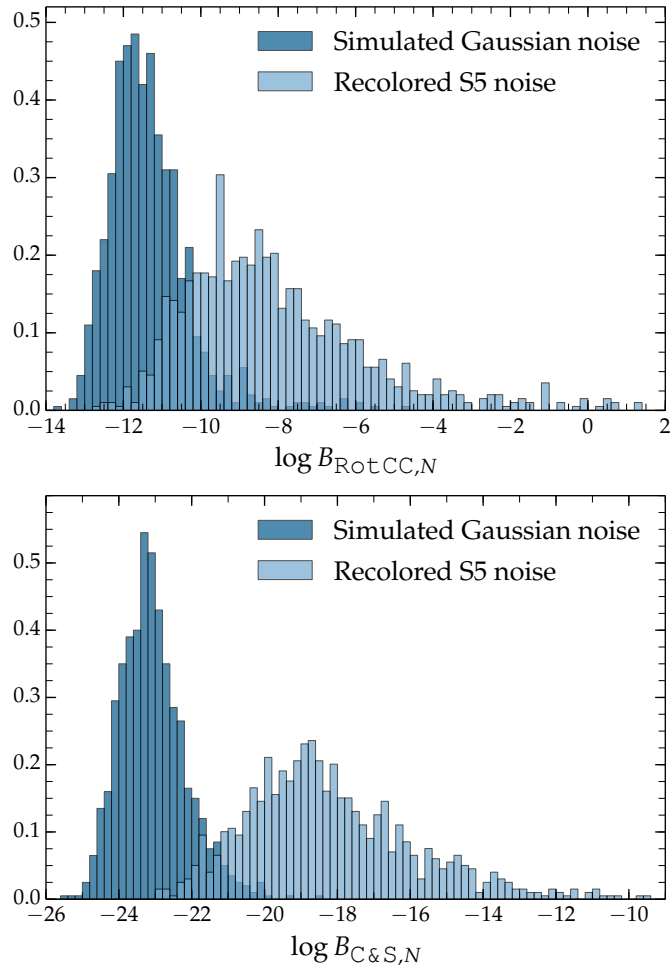 0.5
0.4
0.3
0.2
0.1
0.0
Simulated Gaussian noise
Recolored S5 noise
−14 −12 −10 −8 −6 −4 −2 0 2
log B_RotCC,N
0.5
0.4
0.3
0.2
0.1
0.0
Simulated Gaussian noise
Recolored S5 noise
−26 −24 −22 −20 −18 −16 −14 −12 −10
log B_C&S,N